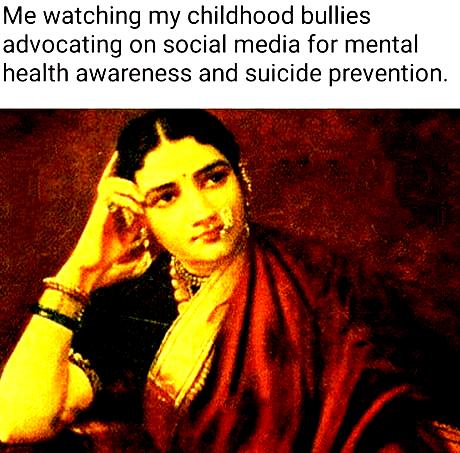 Me watching my childhood bullies
advocating on social media for mental
health awareness and suicide prevention.